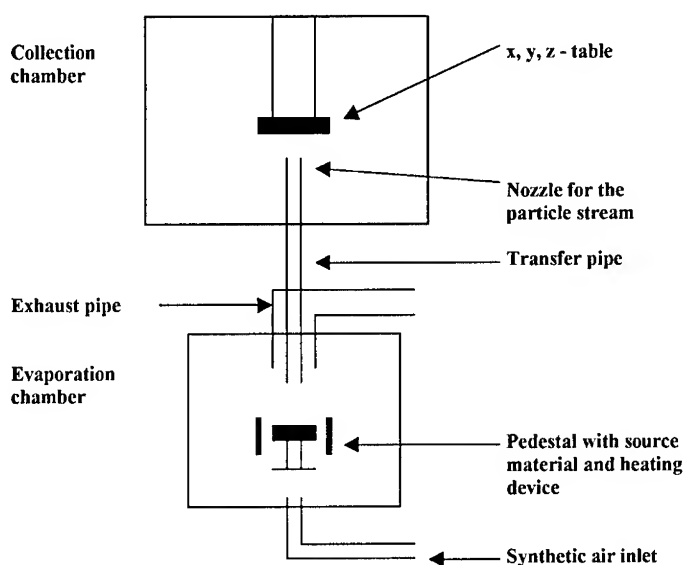 Collection
chamber
x, y, z - table
Nozzle for the
particle stream
Transfer pipe
Exhaust pipe
Evaporation
chamber
Pedestal with source
material and heating
device
Synthetic air inlet